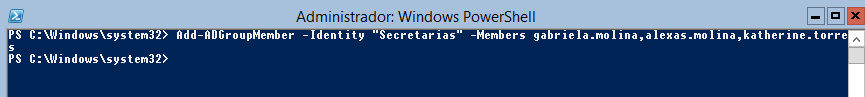 Administrador: Windows PowerShell
PS C:\Windows\system32> Add-ADGroupMember -Identity "Secretarias" -Members gabriela.molina,alexas.molina,katherine.torre
s
PS C:\Windows\system32>